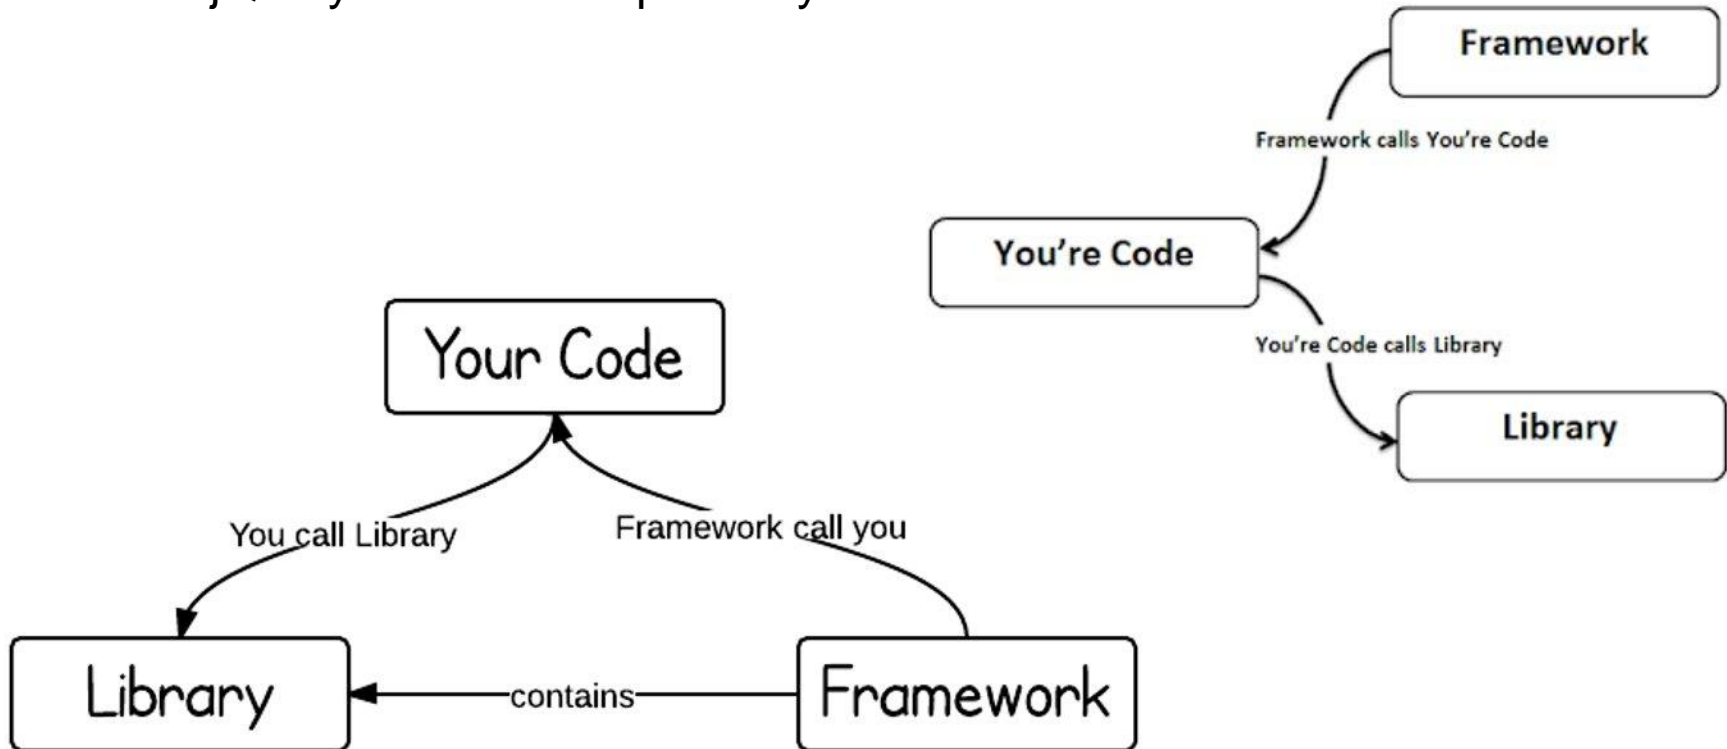 Framework
Framework calls You're Code
You're Code
You're Code calls Library
Library
Your Code
You call Library
Framework call you
Library
contains
Framework